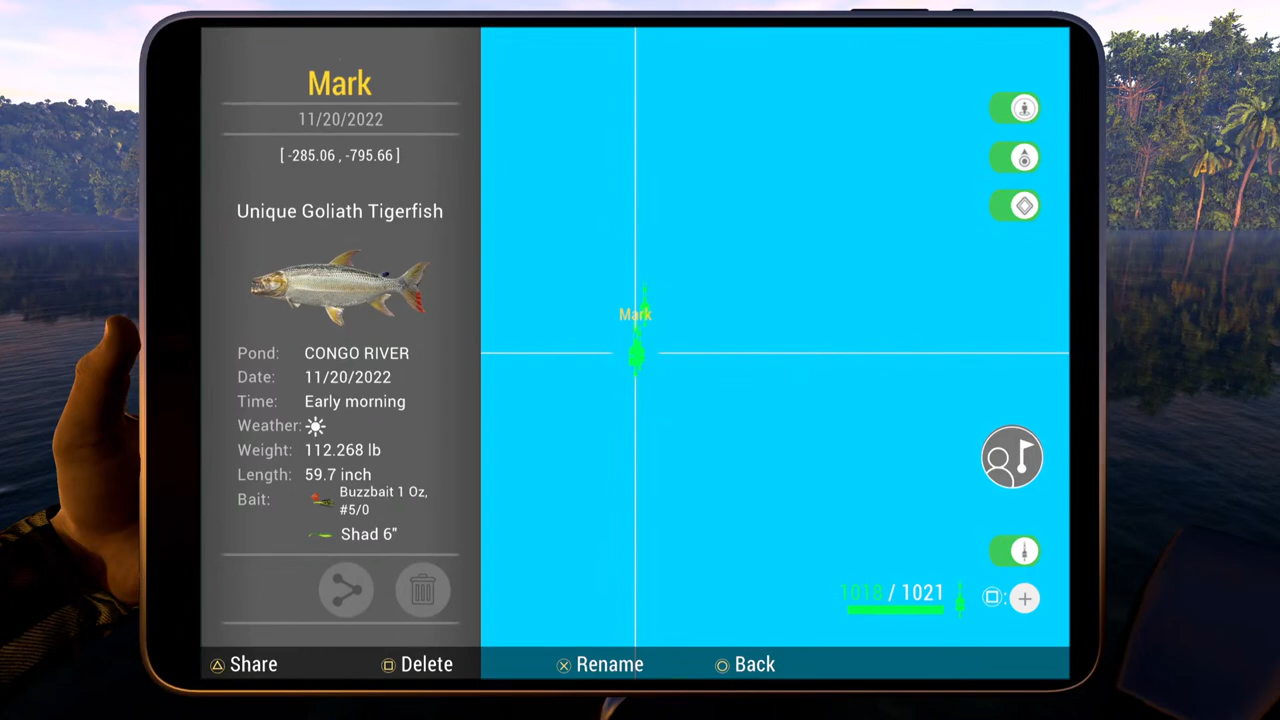 Mark
11/20/2022
[ -285.06 , -795.66 ]
Unique Goliath Tigerfish
Pond: CONGO RIVER
Date: 11/20/2022
Time: Early morning
Weather:
Weight: 112.268 lb
Length: 59.7 inch
Bait: Buzzbait 1 Oz,
#5/0
Shad 6"
Share
Delete
Rename
Back
Mark
1018 / 1021